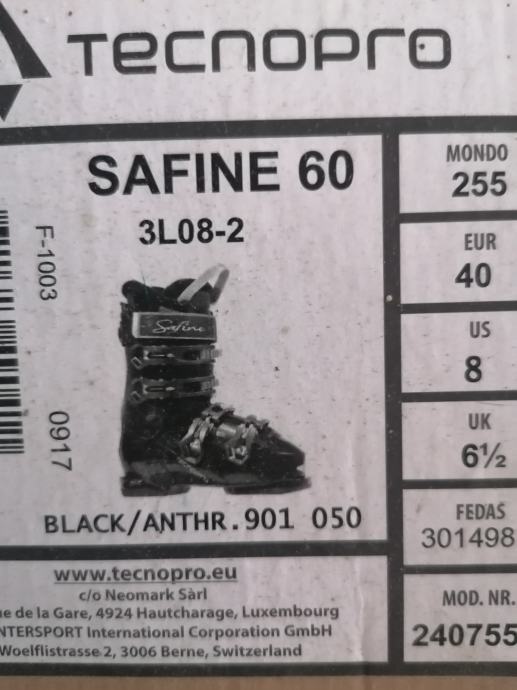 TECNOPRO
SAFINE 60
3L08-2
F-1003
0917
Safine
BLACK/ANTHR.901 050
MONDO
255
EUR
40
US
8
UK
6½
FEDAS
301498
MOD. NR.
240755
www.tecnopro.eu
c/o Neomark Sàrl
de la Gare, 4924 Hautcharage, Luxembourg
INTERSPORT International Corporation GmbH
Woelflistrasse 2, 3006 Berne, Switzerland